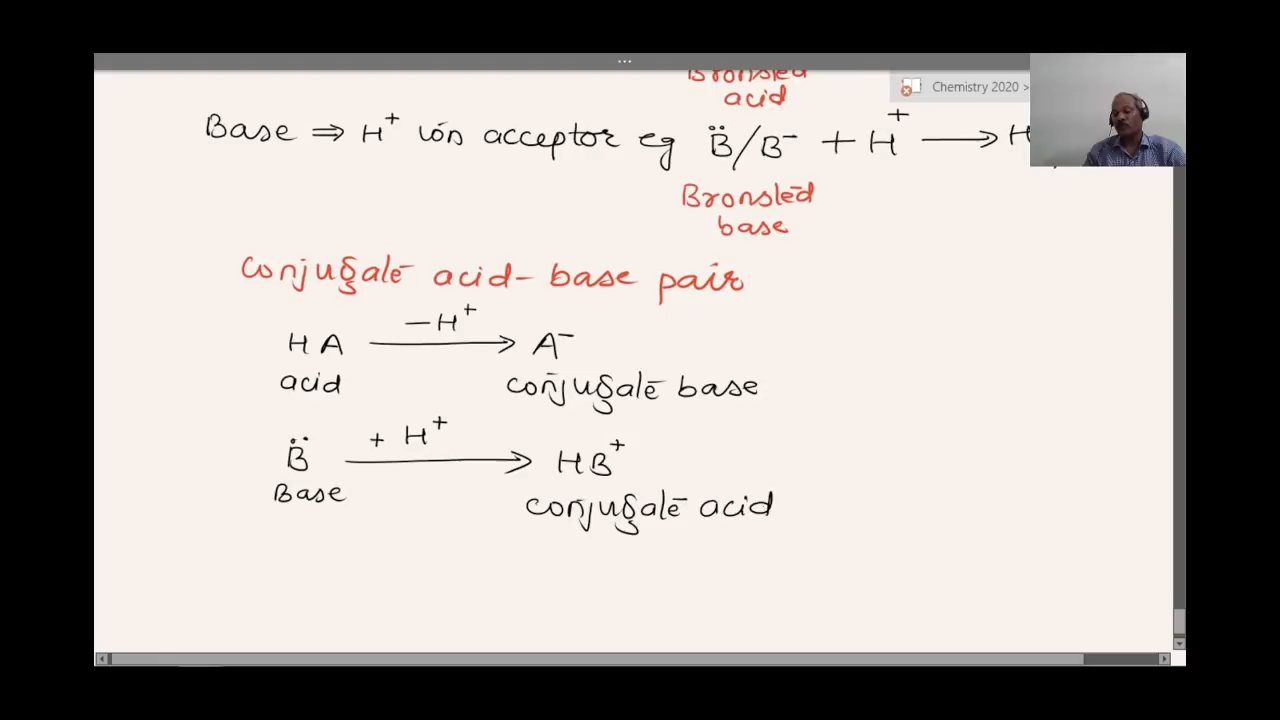 ...
Bronsted
acid
Chemistry 2020 >
Base ⇒ H⁺ ion acceptor eg B̈/B⁻ + H⁺ ⟶ H
Bronsted
base
conjugate acid-base pair
HA —(−H⁺)→ A⁻
acid conjugate base
B̈ —(+ H⁺)→ HB⁺
Base conjugate acid